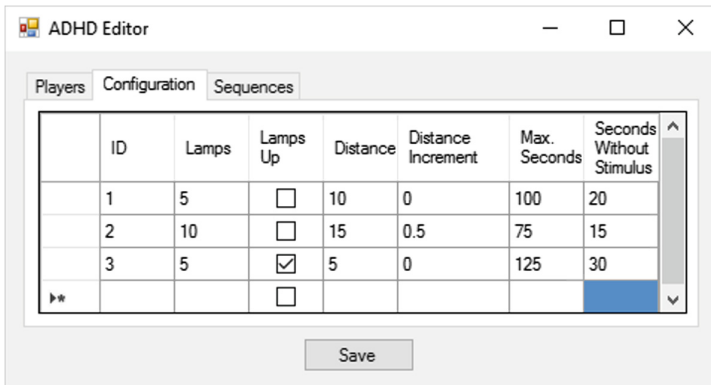 ADHD Editor
Players Configuration Sequences
ID Lamps Lamps Up Distance Distance Increment Max. Seconds Seconds Without Stimulus
1 5 10 0 100 20
2 10 15 0.5 75 15
3 5 5 0 125 30
Save